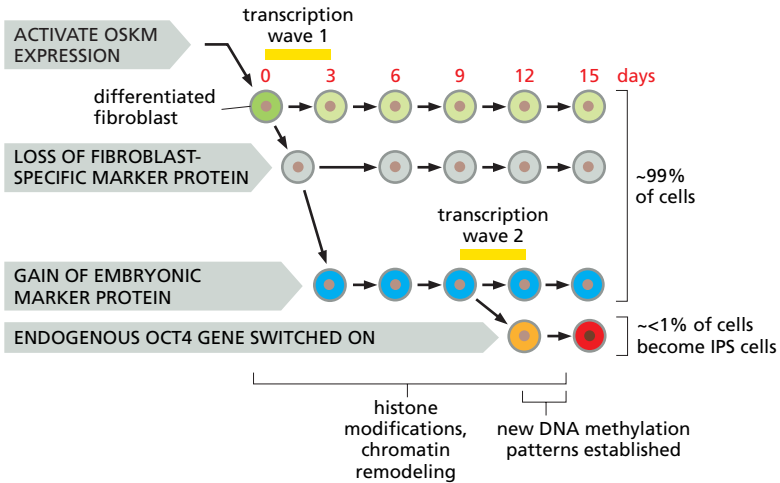 ACTIVATE OSKM
EXPRESSION
transcription
wave 1
0 3 6 9 12 15 days
differentiated
fibroblast
LOSS OF FIBROBLAST-
SPECIFIC MARKER PROTEIN
~99%
of cells
transcription
wave 2
GAIN OF EMBRYONIC
MARKER PROTEIN
ENDOGENOUS OCT4 GENE SWITCHED ON
~<1% of cells
become IPS cells
histone
modifications,
chromatin
remodeling
new DNA methylation
patterns established